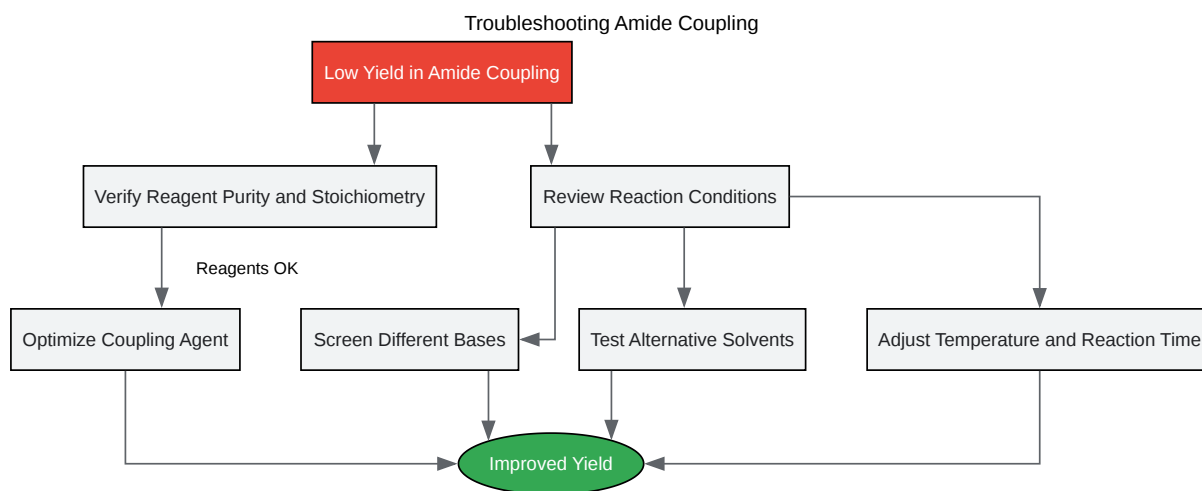 Troubleshooting Amide Coupling
Low Yield in Amide Coupling
Verify Reagent Purity and Stoichiometry
Review Reaction Conditions
Reagents OK
Optimize Coupling Agent
Screen Different Bases
Test Alternative Solvents
Adjust Temperature and Reaction Time
Improved Yield